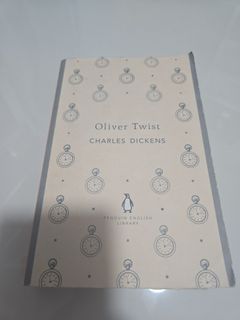 Oliver Twist
CHARLES DICKENS
PENGUIN ENGLISH
LIBRARY